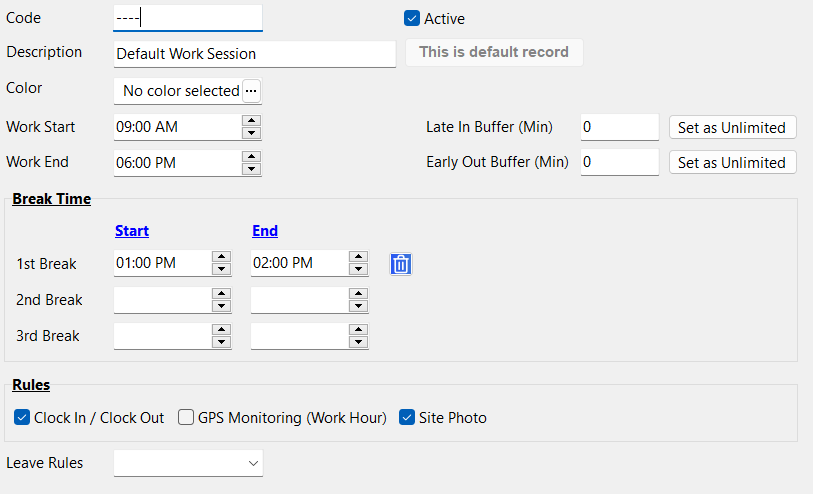 Code ---- Active
Description Default Work Session This is default record
Color No color selected ...
Work Start 09:00 AM Late In Buffer (Min) 0 Set as Unlimited
Work End 06:00 PM Early Out Buffer (Min) 0 Set as Unlimited
Break Time
Start End
1st Break 01:00 PM 02:00 PM
2nd Break
3rd Break
Rules
Clock In / Clock Out GPS Monitoring (Work Hour) Site Photo
Leave Rules